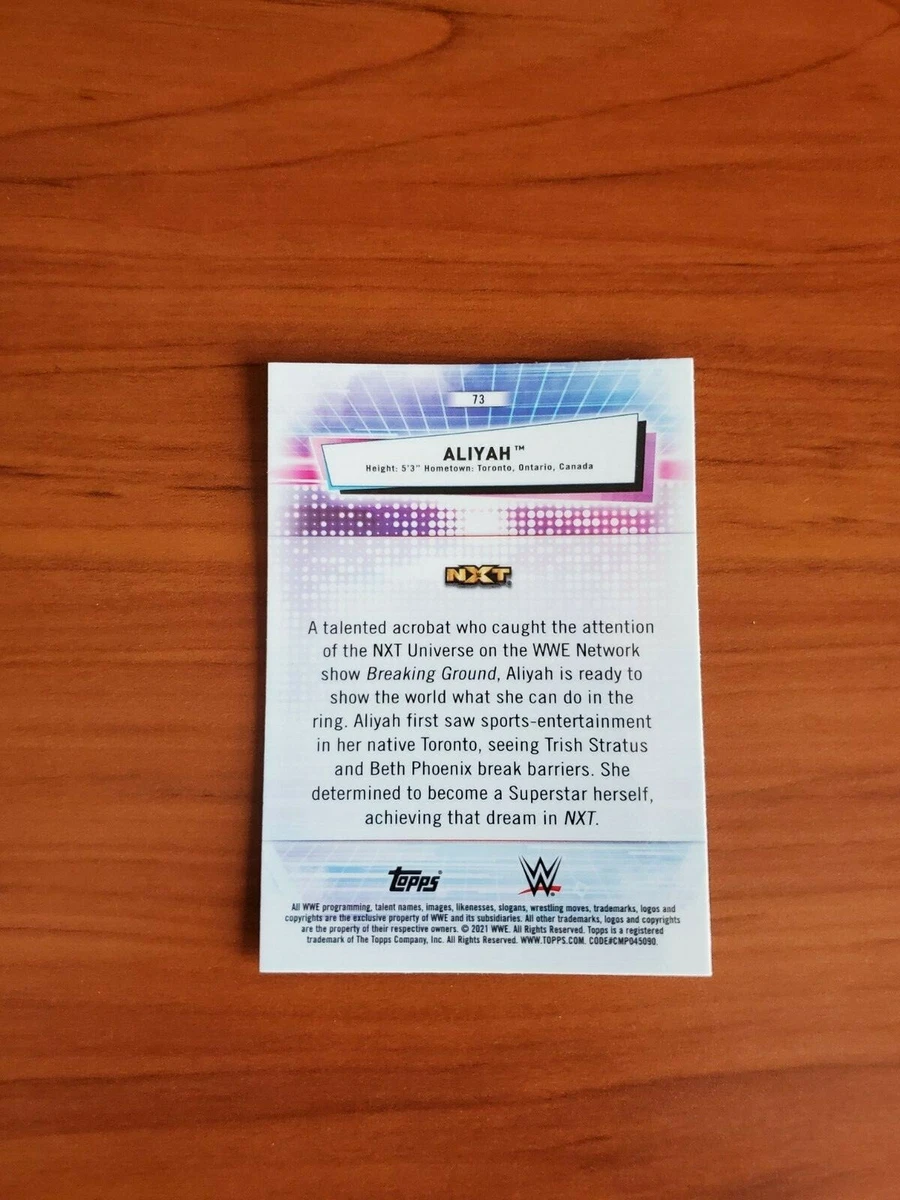 73
ALIYAH™
Height: 5'3" Hometown: Toronto, Ontario, Canada
NXT
A talented acrobat who caught the attention
of the NXT Universe on the WWE Network
show Breaking Ground, Aliyah is ready to
show the world what she can do in the
ring. Aliyah first saw sports-entertainment
in her native Toronto, seeing Trish Stratus
and Beth Phoenix break barriers. She
determined to become a Superstar herself,
achieving that dream in NXT.
Topps® W
All WWE programming, talent names, images, likenesses, slogans, wrestling moves, trademarks, logos and
copyrights are the exclusive property of WWE and its subsidiaries. All other trademarks, logos and copyrights
are the property of their respective owners. © 2021 WWE. All Rights Reserved. Topps is a registered
trademark of The Topps Company, Inc. All Rights Reserved. WWW.TOPPS.COM. CODE#CMP045090.